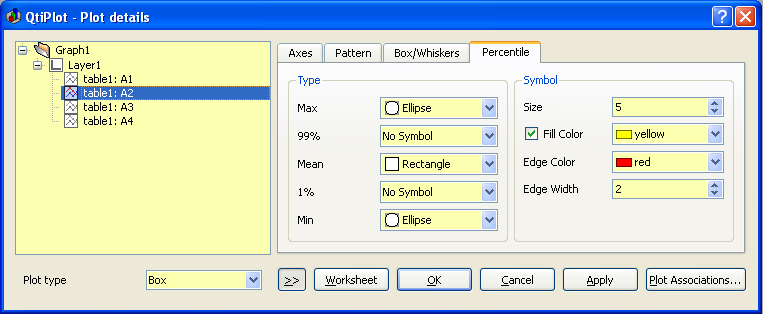 QtiPlot - Plot details
Graph1
Layer1
table1: A1
table1: A2
table1: A3
table1: A4
Axes Pattern Box/Whiskers Percentile
Type
Max Ellipse
99% No Symbol
Mean Rectangle
1% No Symbol
Min Ellipse
Symbol
Size 5
Fill Color yellow
Edge Color red
Edge Width 2
Plot type Box
>> Worksheet OK Cancel Apply Plot Associations...